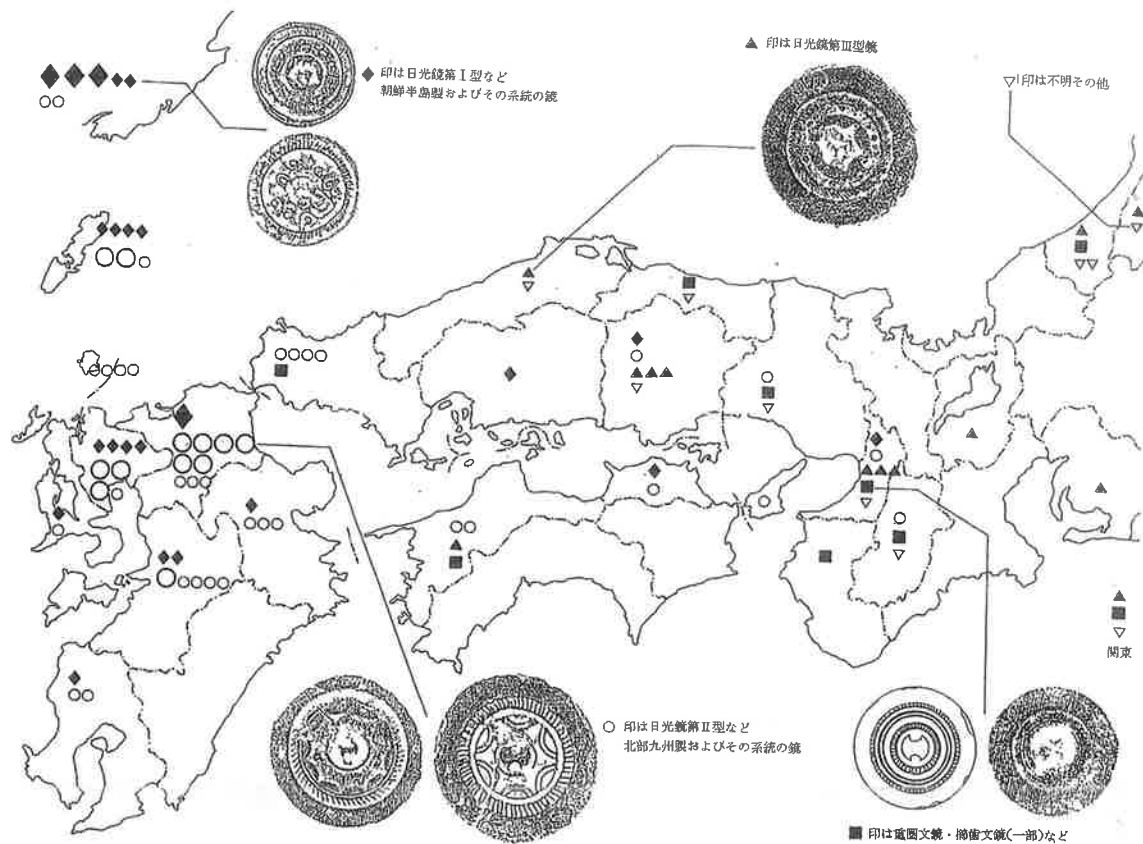 ◆ 印は日光鏡第Ⅰ型など
朝鮮半島製およびその系統の鏡
▲ 印は日光鏡第Ⅲ型鏡
▽ 印は不明その他
関東
○ 印は日光鏡第Ⅱ型など
北部九州製およびその系統の鏡
■ 印は重圏文鏡・櫛歯文鏡(一部)など